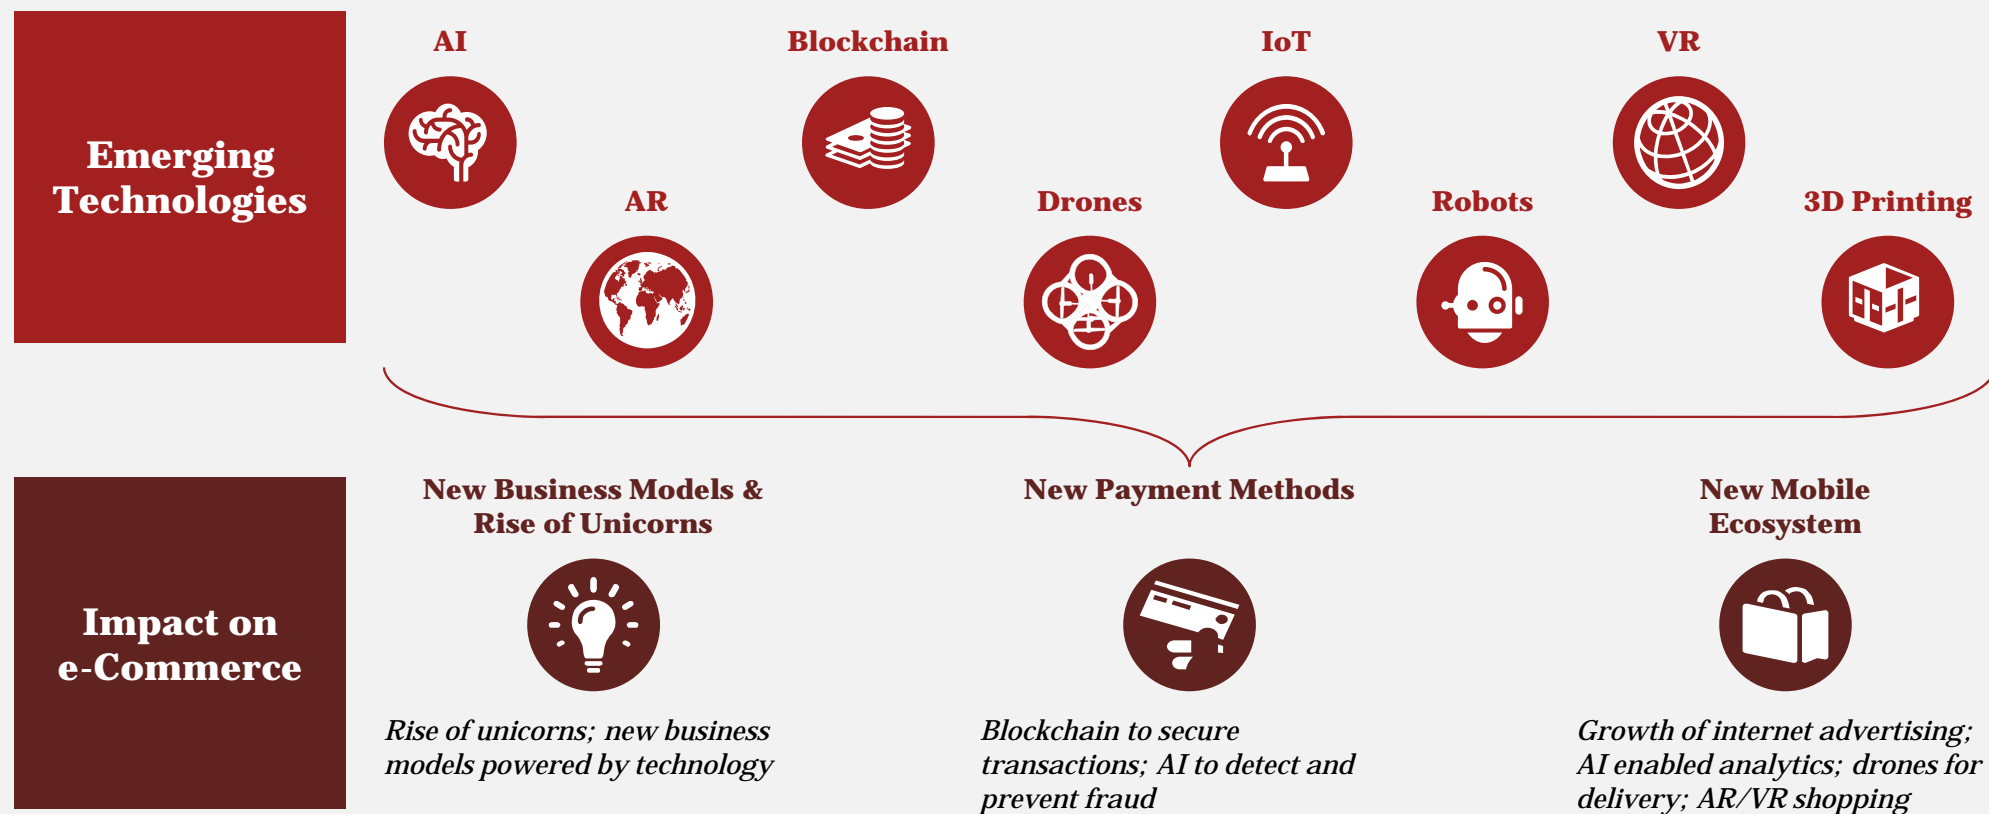 Emerging
Technologies
AI
Blockchain
IoT
VR
AR
Drones
Robots
3D Printing
Impact on
e-Commerce
New Business Models &
Rise of Unicorns
Rise of unicorns; new business
models powered by technology
New Payment Methods
Blockchain to secure
transactions; AI to detect and
prevent fraud
New Mobile
Ecosystem
Growth of internet advertising;
AI enabled analytics; drones for
delivery; AR/VR shopping